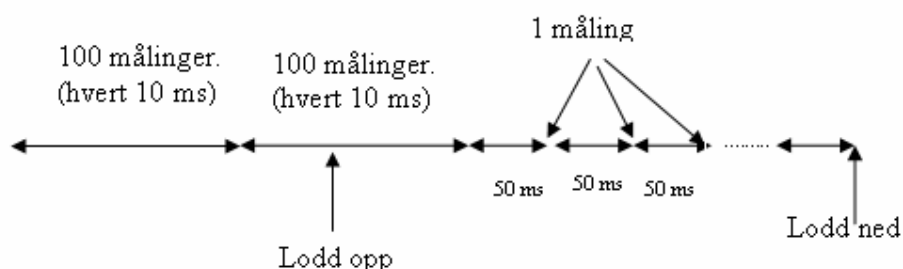 1 måling
100 målinger.
(hvert 10 ms)
100 målinger.
(hvert 10 ms)
50 ms
50 ms
50 ms
Lodd opp
Lodd ned